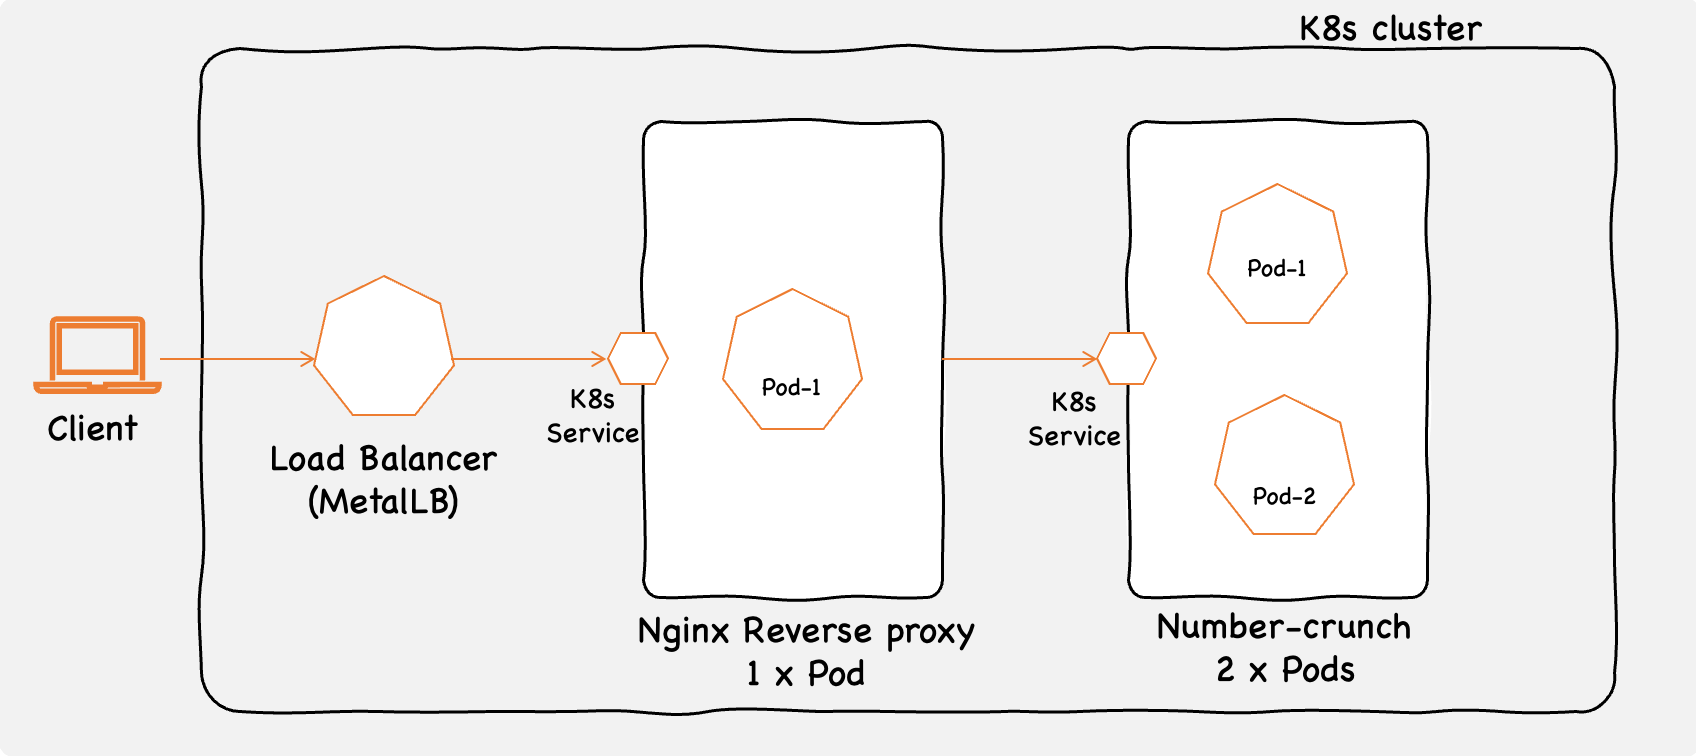 K8s cluster
Client
Load Balancer
(MetalLB)
K8s
Service
Pod-1
Nginx Reverse proxy
1 x Pod
K8s
Service
Pod-1
Pod-2
Number-crunch
2 x Pods